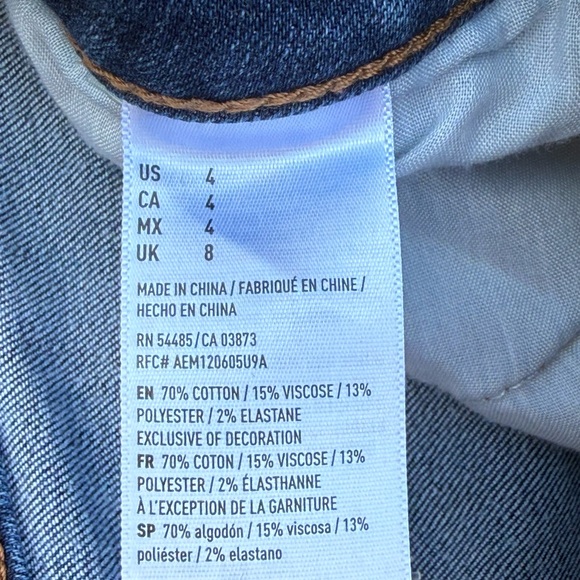 US 4
CA 4
MX 4
UK 8
MADE IN CHINA / FABRIQUÉ EN CHINE /
HECHO EN CHINA
RN 54485/CA 03873
RFC# AEM120605U9A
EN 70% COTTON / 15% VISCOSE / 13%
POLYESTER / 2% ELASTANE
EXCLUSIVE OF DECORATION
FR 70% COTON / 15% VISCOSE / 13%
POLYESTER / 2% ÉLASTHANNE
À L'EXCEPTION DE LA GARNITURE
SP 70% algodón / 15% viscosa / 13%
poliéster / 2% elastano